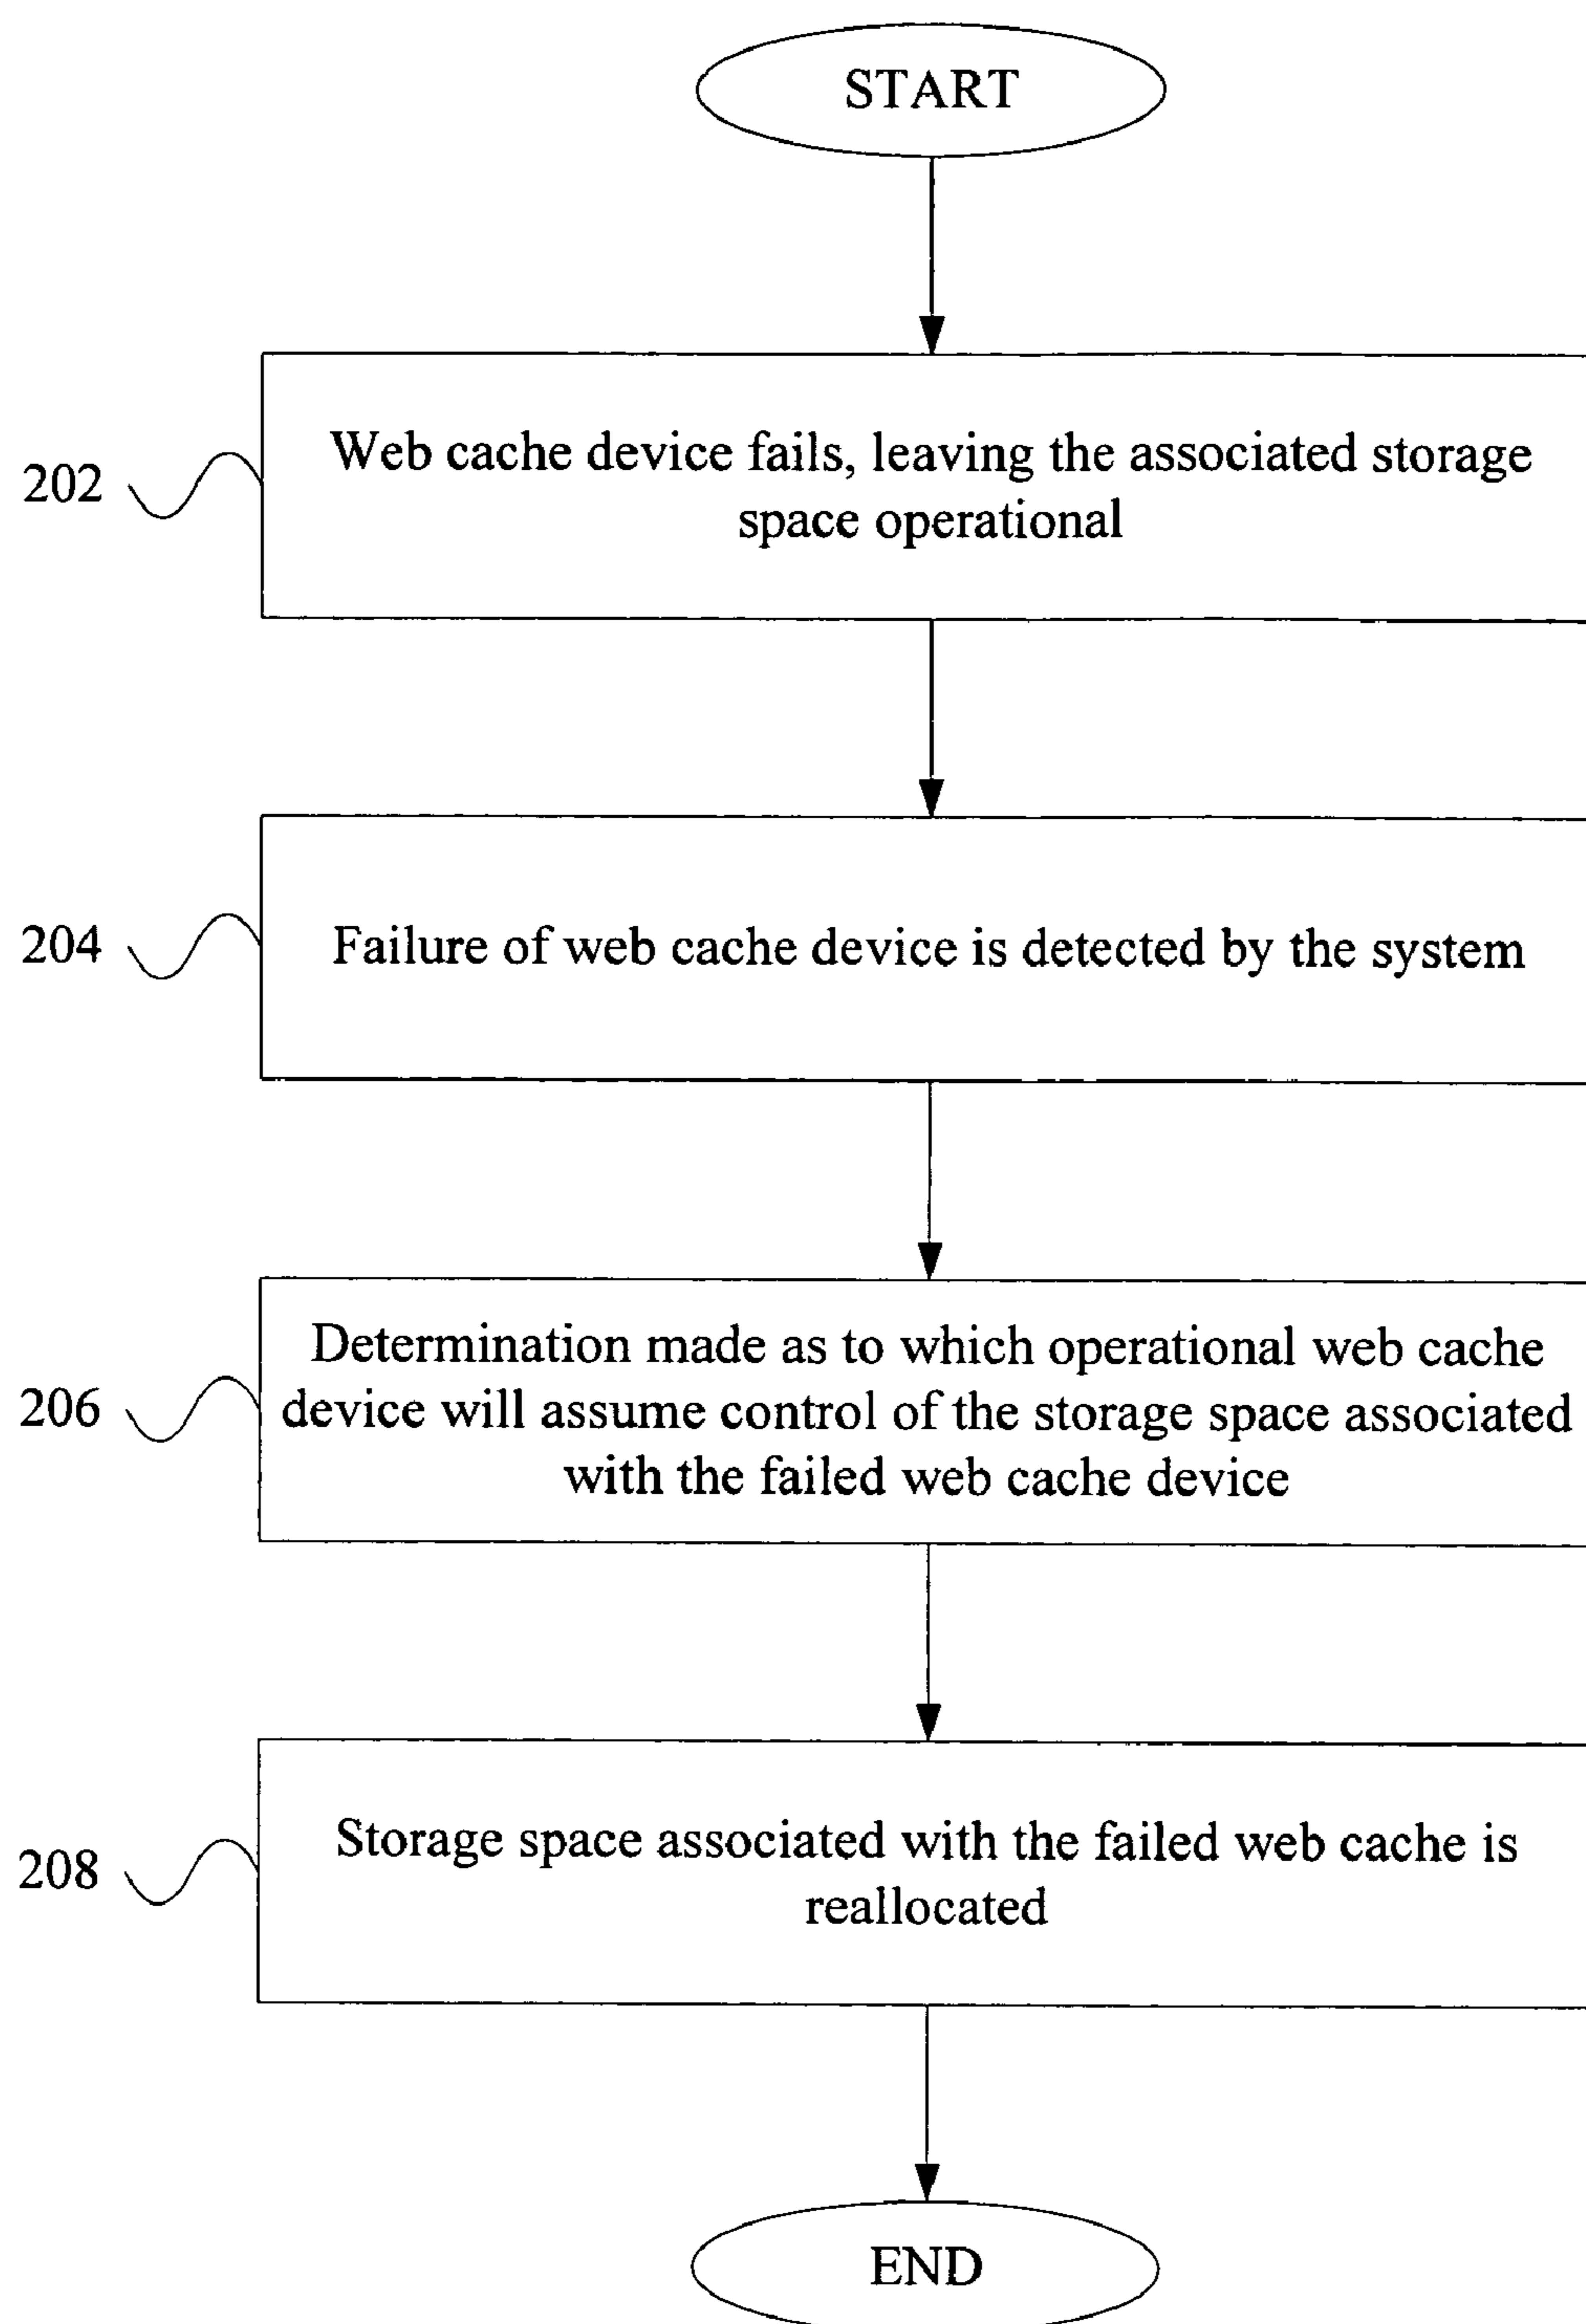 START
202
Web cache device fails, leaving the associated storage
space operational
204
Failure of web cache device is detected by the system
206
Determination made as to which operational web cache
device will assume control of the storage space associated
with the failed web cache device
208
Storage space associated with the failed web cache is
reallocated
END